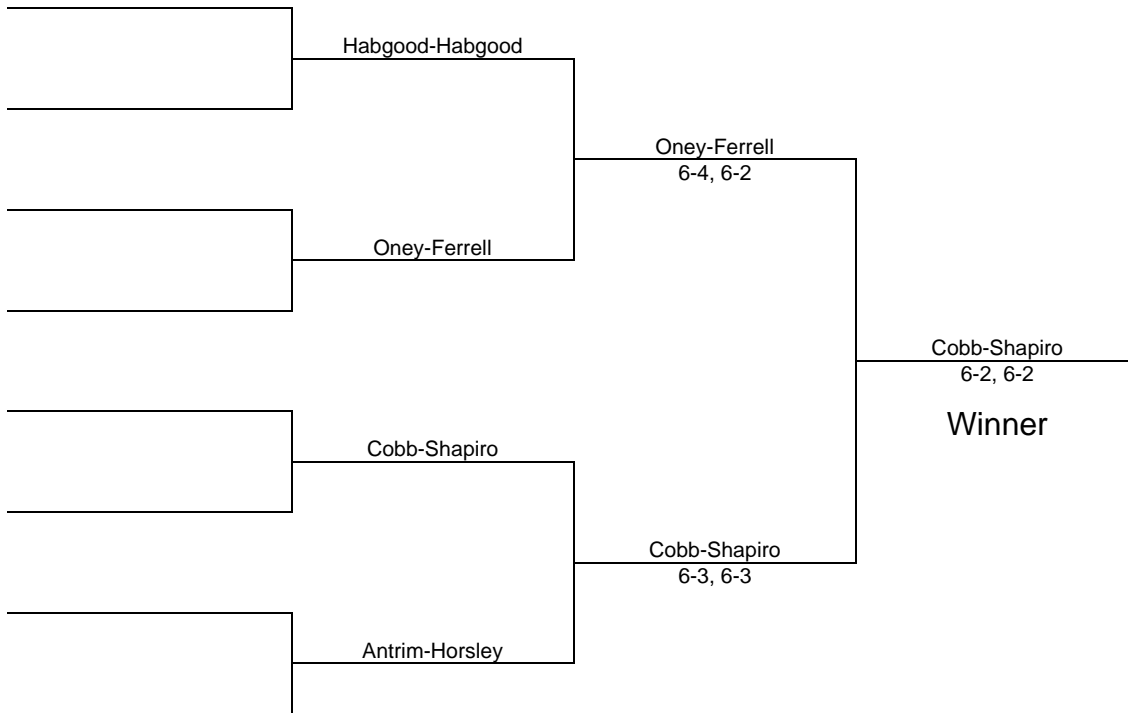 Habgood-Habgood
Oney-Ferrell
6-4, 6-2
Oney-Ferrell
Cobb-Shapiro
6-2, 6-2
Winner
Cobb-Shapiro
Cobb-Shapiro
6-3, 6-3
Antrim-Horsley